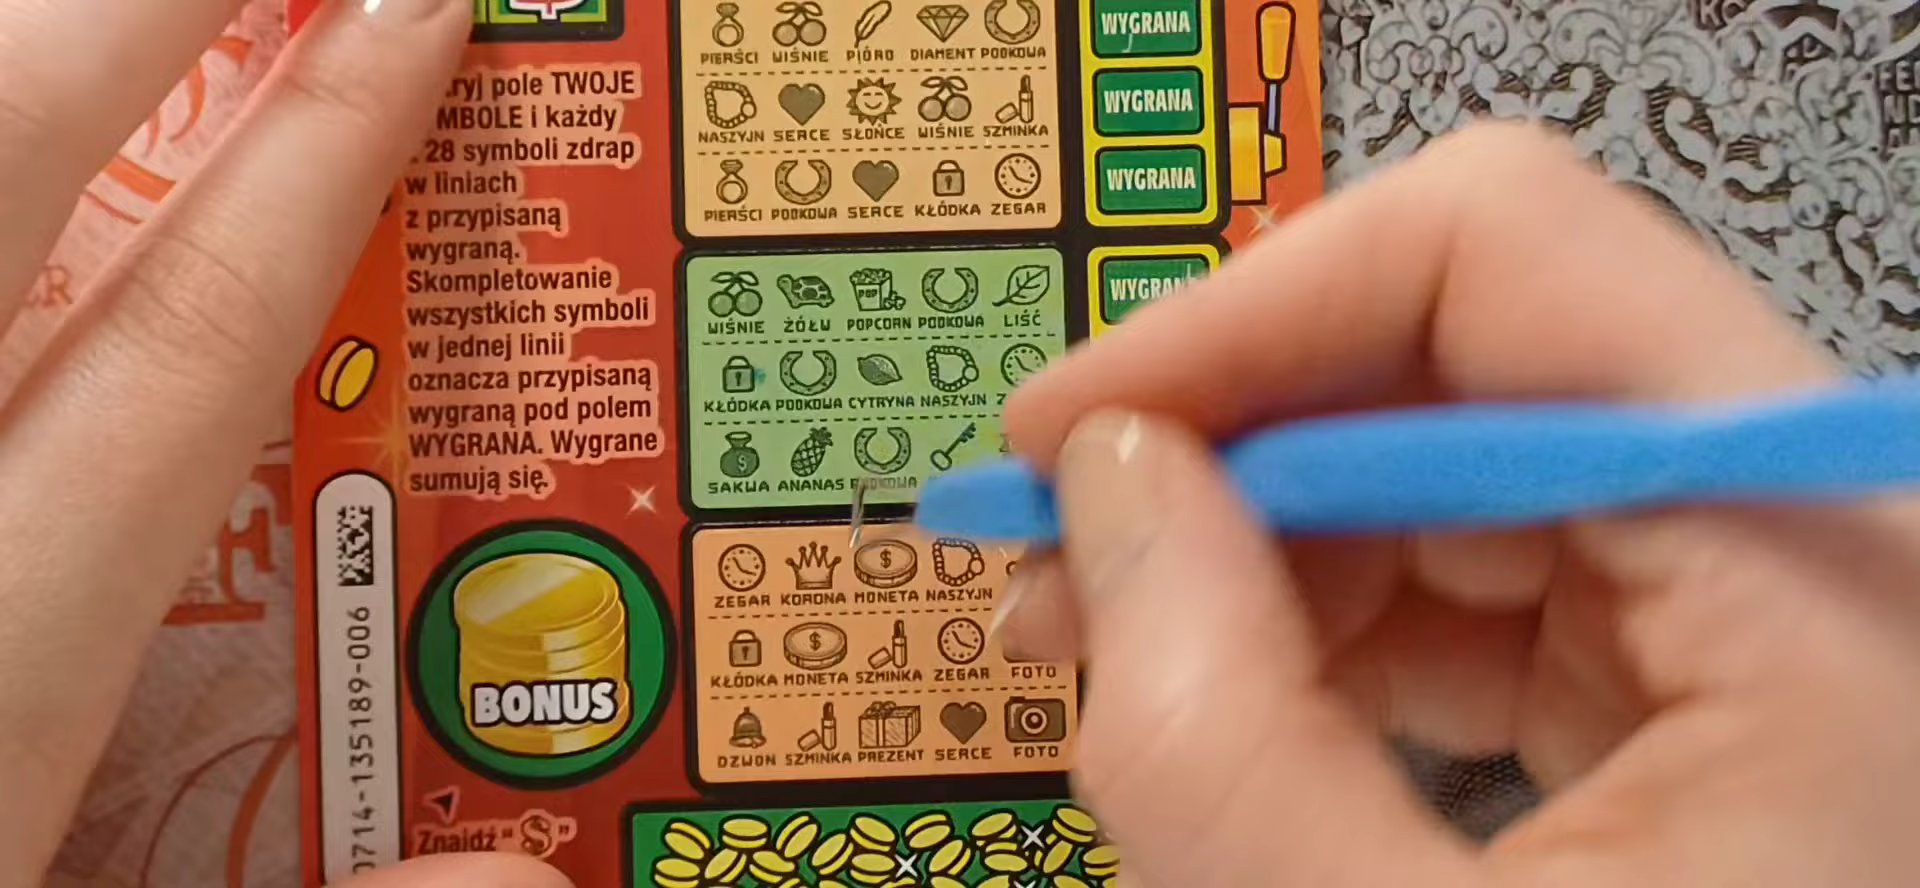 PIERŚCI WIŚNIE PIÓRO DIAMENT PODKOWA
WYGRANA
NASZYJN SERCE SŁOŃCE WIŚNIE SZMINKA
WYGRANA
PIERŚCI PODKOWA SERCE KŁÓDKA ZEGAR
WYGRANA
pole TWOJE
i każdy
28 symboli zdrap
w liniach
z przypisaną
wygraną.
Skompletowanie
wszystkich symboli
w jednej linii
oznacza przypisaną
wygraną pod polem
WYGRANA. Wygrane
sumują się.
WIŚNIE ŻÓŁW POPCORN PODKOWA LIŚĆ
POP
KŁÓDKA PODKOWA CYTRYNA NASZYJN
SAKWA ANANAS PODKOWA
$
ZEGAR KORONA MONETA NASZYJN
$
KŁÓDKA MONETA SZMINKA ZEGAR FOTO
$
DZWON SZMINKA PREZENT SERCE FOTO
BONUS
0714-135189-006
Znajdź "$"